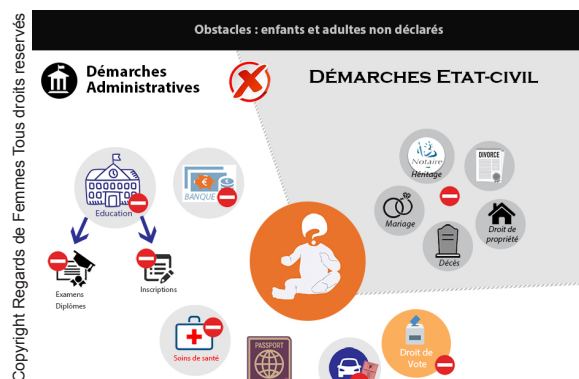 Obstacles : enfants et adultes non déclarés
Démarches
Administratives
DÉMARCHES ETAT-CIVIL
Copyright Regards de Femmes Tous droits reservés
Education
BANQUE
Notaire
Héritage
DIVORCE
Mariage
Décès
Droit de
propriété
Examens
Diplômes
Inscriptions
Soins de santé
PASSPORT
Droit de
Vote